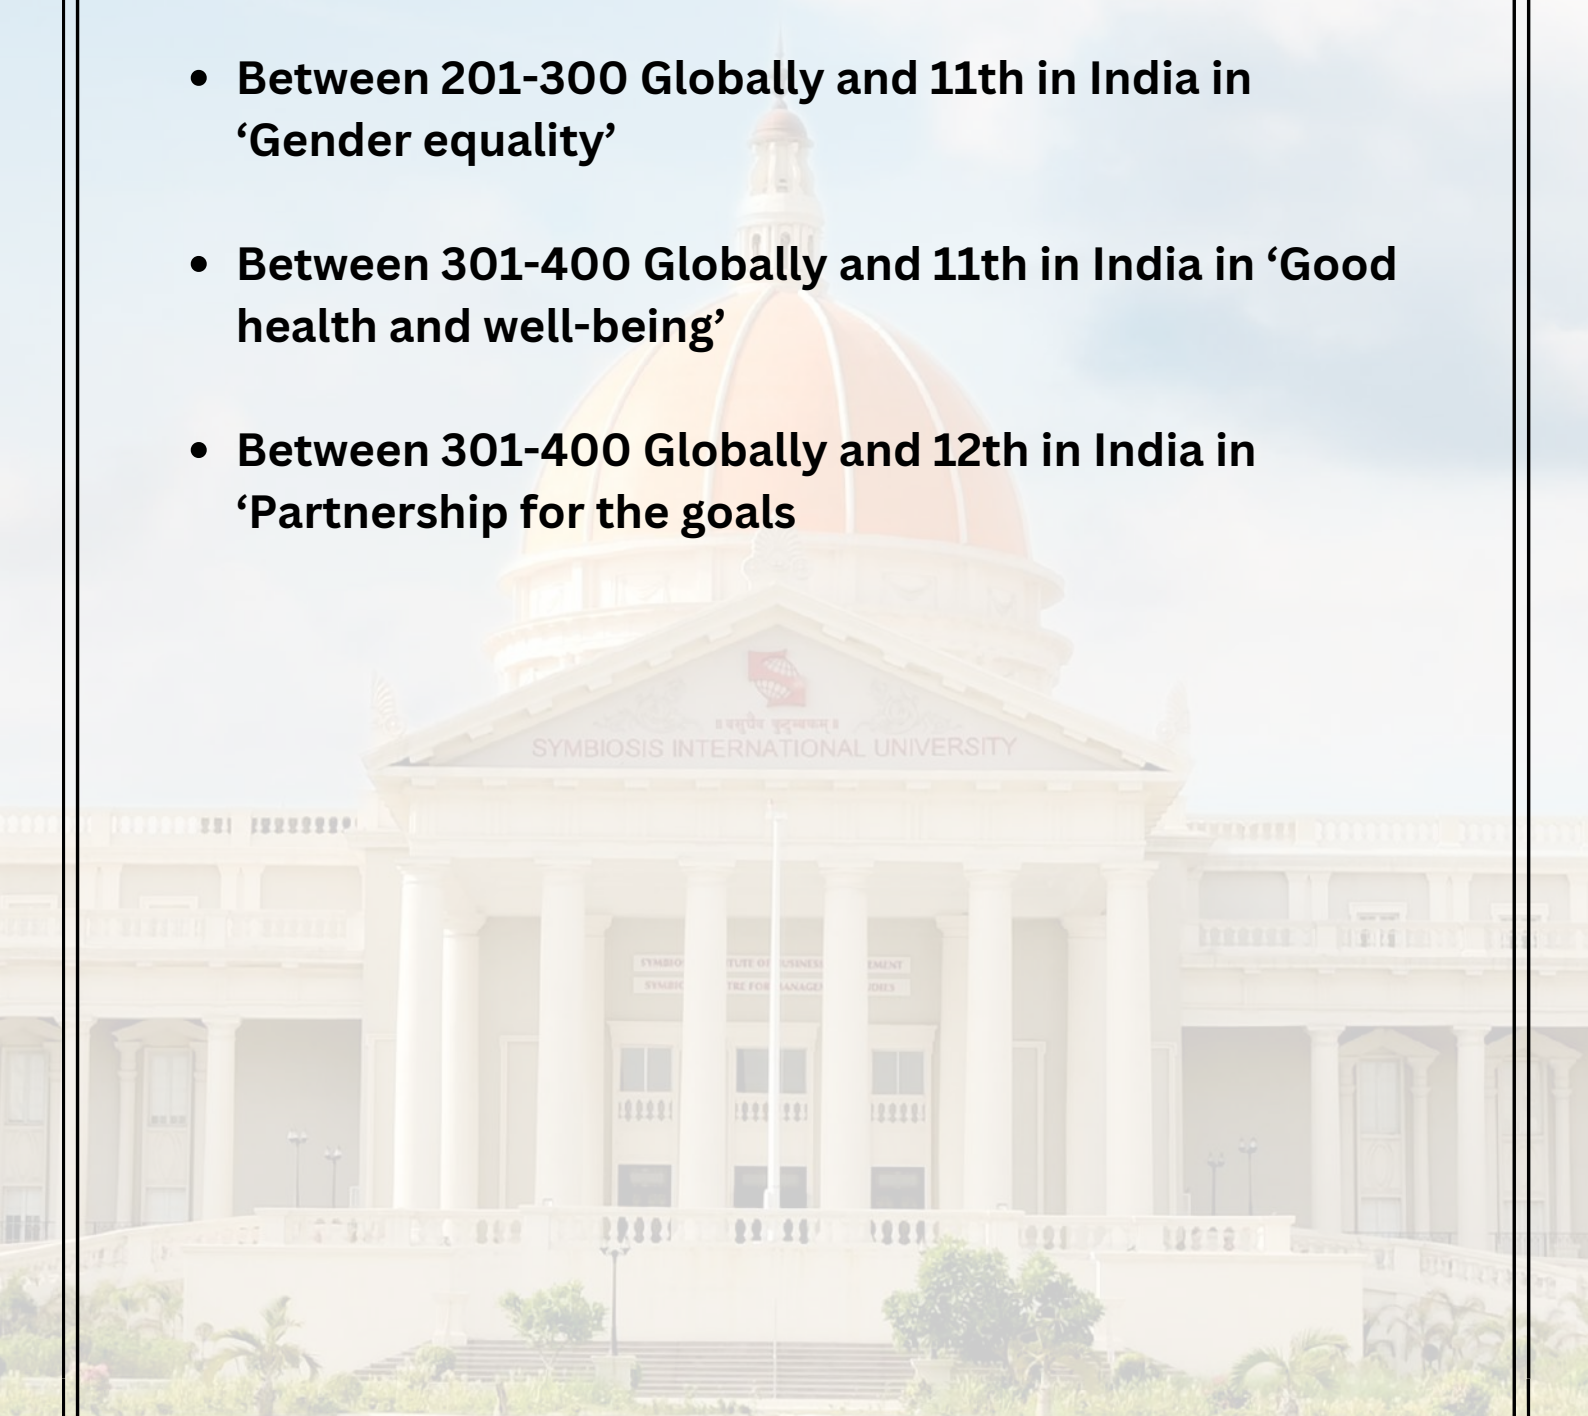 • Between 201-300 Globally and 11th in India in
‘Gender equality’
• Between 301-400 Globally and 11th in India in ‘Good
health and well-being’
• Between 301-400 Globally and 12th in India in
‘Partnership for the goals
॥ वसुधैव कुटुम्बकम् ॥
SYMBIOSIS INTERNATIONAL UNIVERSITY